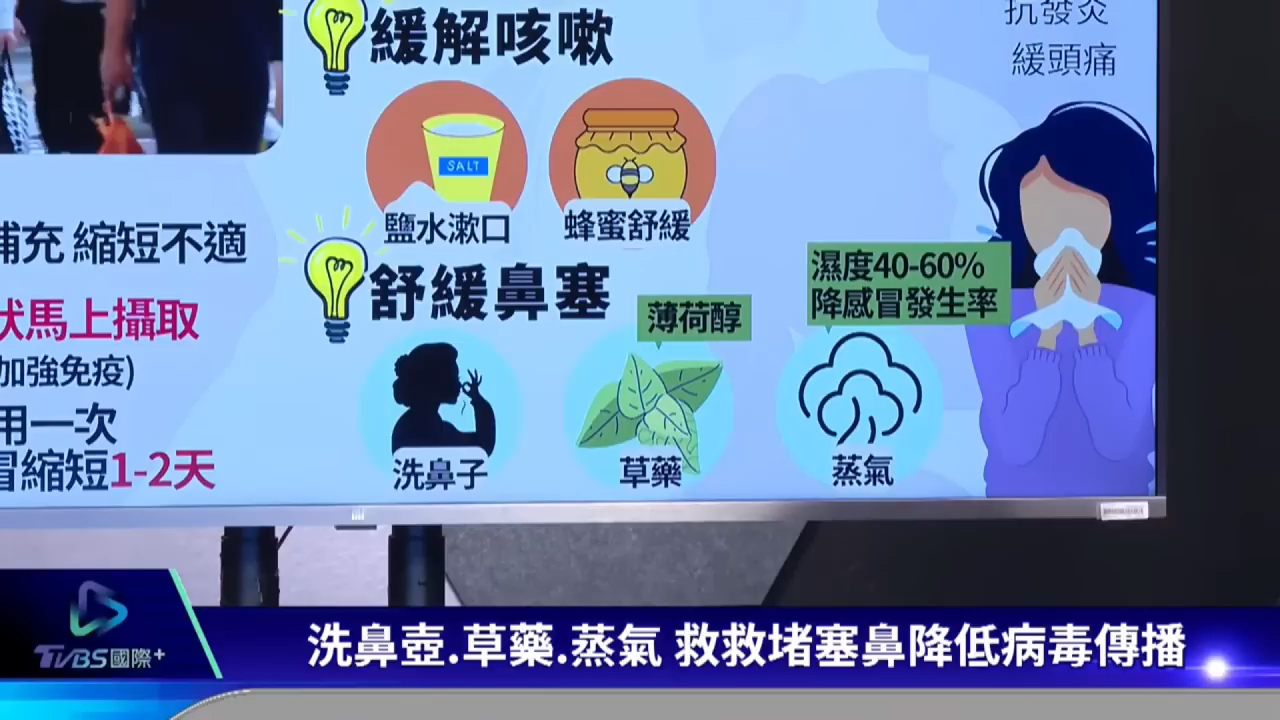 緩解咳嗽
抗發炎
緩頭痛
SALT
鹽水漱口
蜂蜜舒緩
補充 縮短不適
狀馬上攝取
加強免疫)
用一次
冒縮短1-2天
舒緩鼻塞
薄荷醇
濕度40-60%
降感冒發生率
洗鼻子
草藥
蒸氣
TVBS國際+
洗鼻壺.草藥.蒸氣 救救堵塞鼻降低病毒傳播